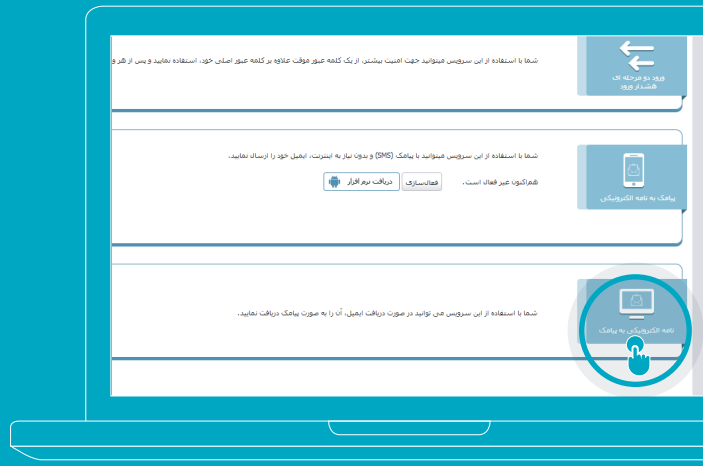 ورود دو مرحله ای
هشدار ورود
شما با استفاده از این سرویس میتوانید جهت امنیت بیشتر، از یک کلمه عبور موقت علاوه بر کلمه عبور اصلی خود، استفاده نمایید و پس از هر و
پیامک به نامه الکترونیکی
شما با استفاده از این سرویس میتوانید با پیامک (SMS) و بدون نیاز به اینترنت، ایمیل خود را ارسال نمایید.
هم‌اکنون غیر فعال است. فعال‌سازی دریافت نرم افزار
نامه الکترونیکی به پیامک
شما با استفاده از این سرویس می توانید در صورت دریافت ایمیل، آن را به صورت پیامک دریافت نمایید.